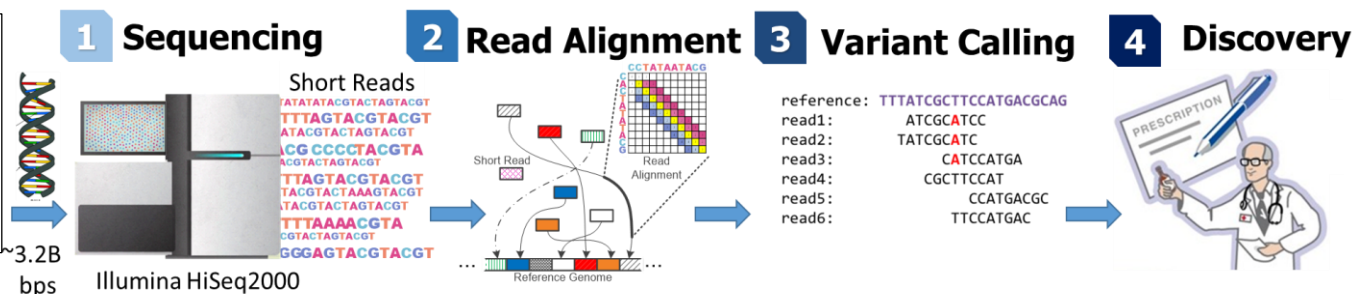 1 Sequencing
2 Read Alignment
3 Variant Calling
4 Discovery
~3.2B
bps
Short Reads
TATATATACGTACTAGTACGT
TTTTAGTACGTACGT
ATACGTACTAGTACGT
ACG CCCCTACGTA
ACGTACTAGTACGT
TTTAGTACGTACGT
TACGTACTAAAGTACGT
ATACGTACTAGTACGT
TTTTAAAACGTA
CGTACTAGTACGT
GGGAGTACGTACGT
Illumina HiSeq2000
CCTATAATACG
C
A
C
T
A
T
A
T
A
C
G
Short Read
Read
Alignment
...
...
Reference Genome
reference: TTTATCGCTTCCATGACGCAG
read1: ATCGCATCC
read2: TATCGCATC
read3: CATCCATGA
read4: CGCTTCCAT
read5: CCATGACGC
read6: TTCCATGAC
PRESCRIPTION